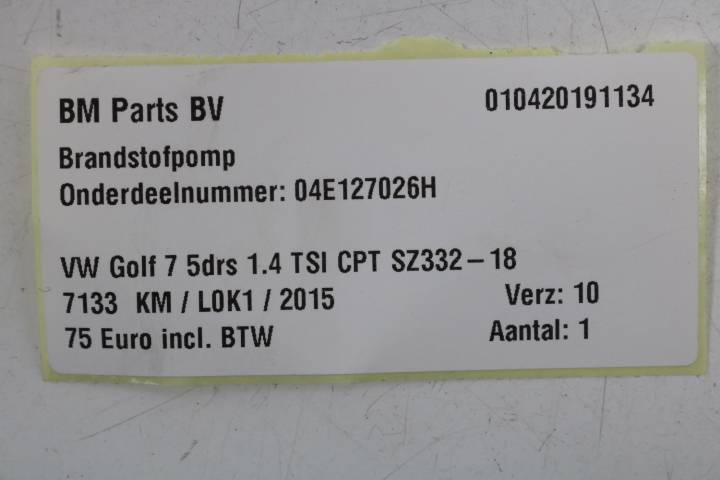 BM Parts BV 010420191134
Brandstofpomp
Onderdeelnummer: 04E127026H
VW Golf 7 5drs 1.4 TSI CPT SZ332-18
7133 KM / L0K1 / 2015 Verz: 10
75 Euro incl. BTW Aantal: 1